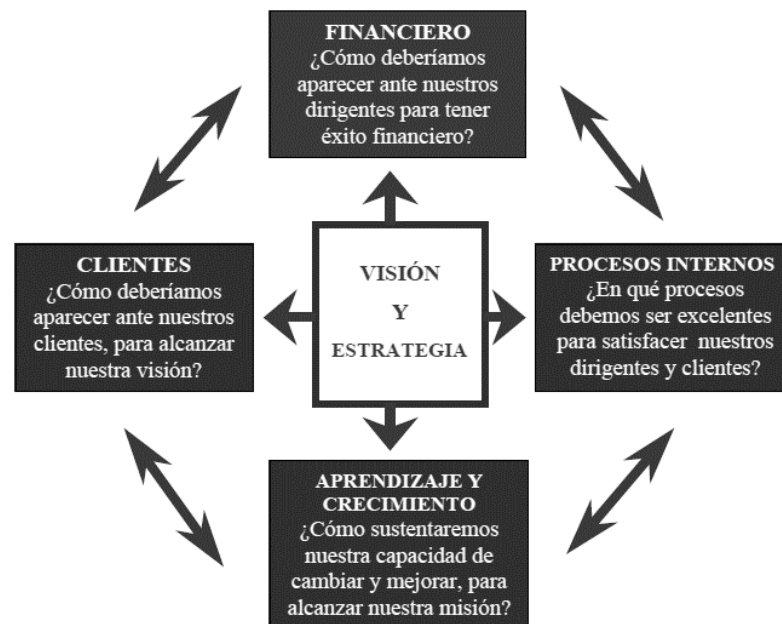 FINANCIERO
¿Cómo deberíamos
aparecer ante nuestros
dirigentes para tener
éxito financiero?
CLIENTES
¿Cómo deberíamos
aparecer ante nuestros
clientes, para alcanzar
nuestra visión?
VISIÓN
Y
ESTRATEGIA
PROCESOS INTERNOS
¿En qué procesos
debemos ser excelentes
para satisfacer nuestros
dirigentes y clientes?
APRENDIZAJE Y
CRECIMIENTO
¿Cómo sustentaremos
nuestra capacidad de
cambiar y mejorar, para
alcanzar nuestra misión?